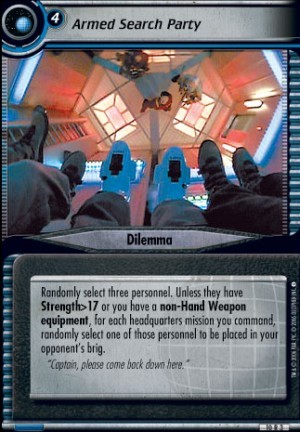 4 Armed Search Party
Dilemma
Randomly select three personnel. Unless they have
Strength>17 or you have a non-Hand Weapon
equipment, for each headquarters mission you command,
randomly select one of those personnel to be placed in your
opponent's brig.
"Captain, please come back down here."